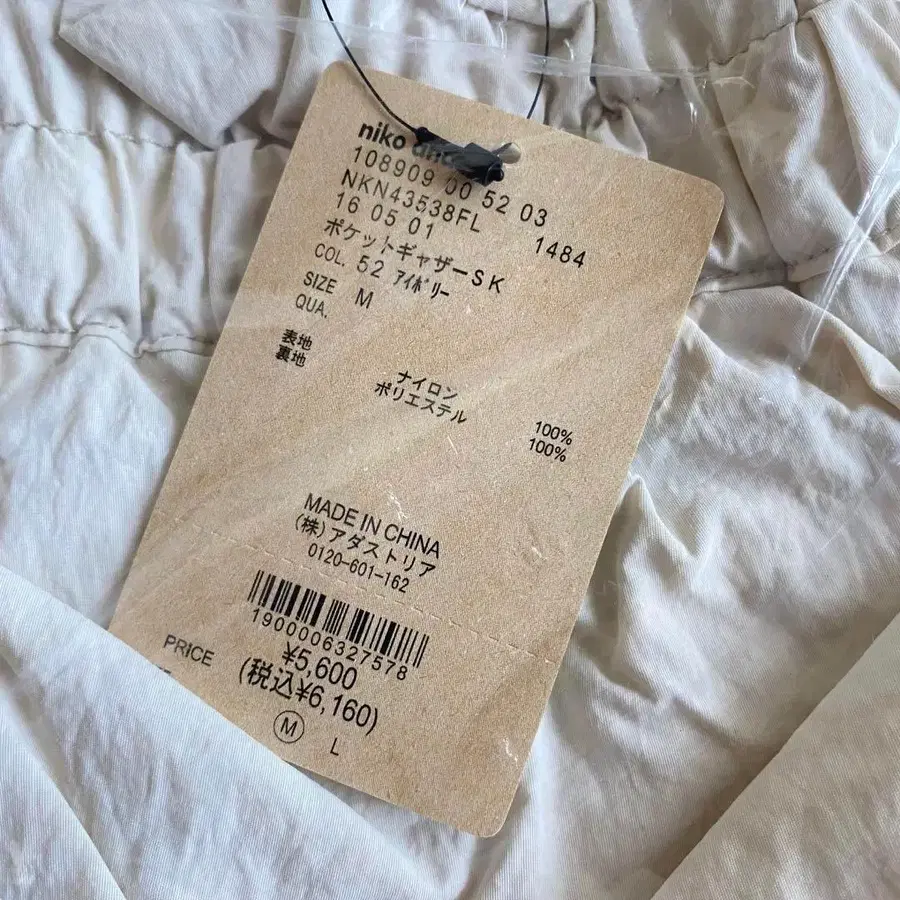 niko and
108909 00 52 03
NKN43538FL 1484
16 05 01
ポケットギャザーSK
COL. 52 ｱｲﾎﾞﾘｰ
SIZE M
QUA.
表地 ナイロン 100%
裏地 ポリエステル 100%
MADE IN CHINA
(株)アダストリア
0120-601-162
1900006327578
PRICE ¥5,600
(税込¥6,160)
M L